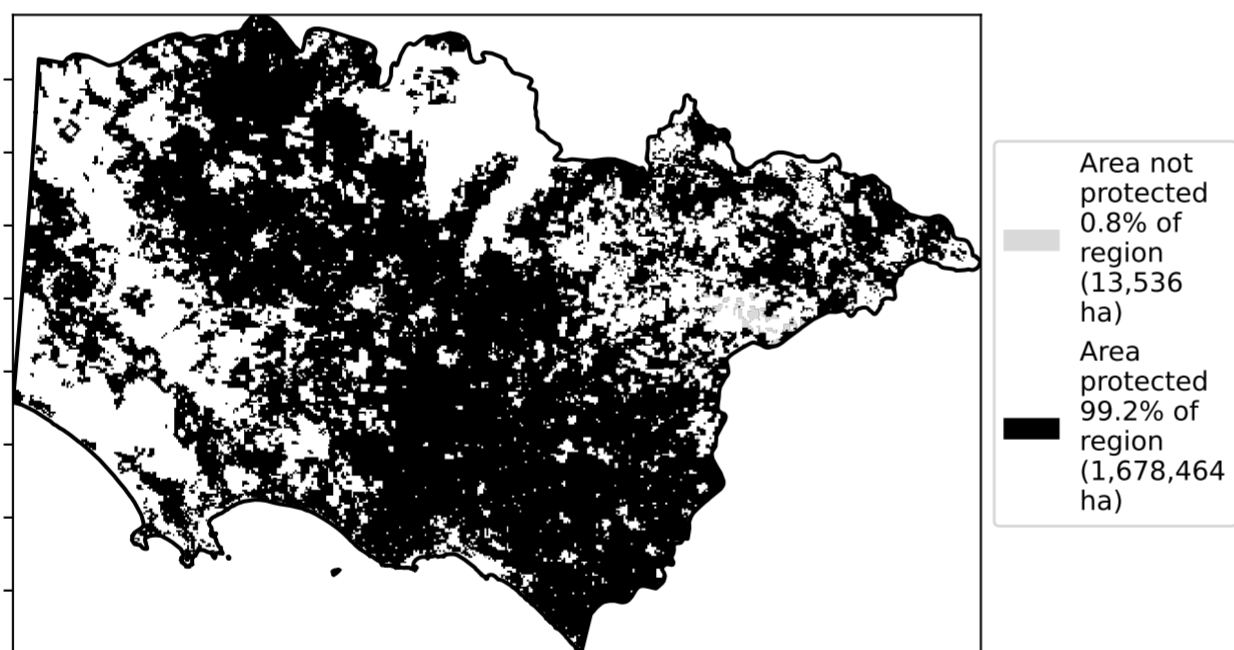 Area not
protected
0.8% of
region
(13,536
ha)
Area
protected
99.2% of
region
(1,678,464
ha)